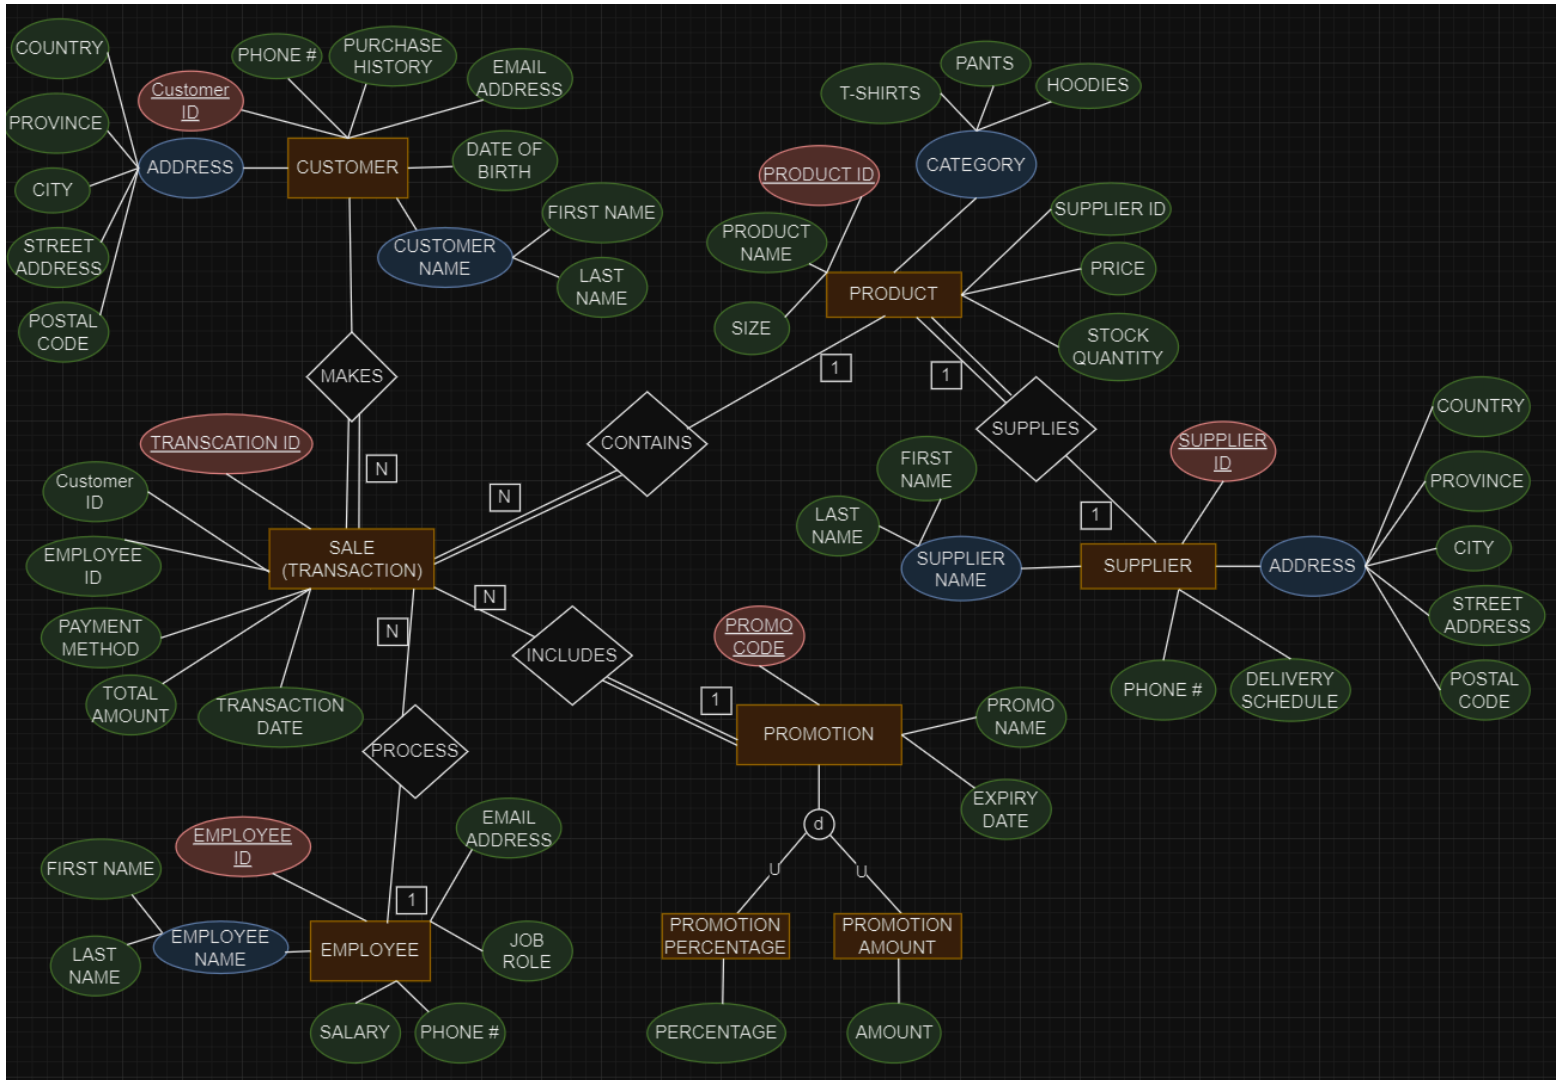 COUNTRY
PHONE #
PURCHASE
HISTORY
EMAIL
ADDRESS
Customer
ID
PROVINCE
ADDRESS
CUSTOMER
DATE OF
BIRTH
CITY
STREET
ADDRESS
POSTAL
CODE
CUSTOMER
NAME
FIRST NAME
LAST
NAME
MAKES
N
T-SHIRTS
PANTS
HOODIES
CATEGORY
PRODUCT ID
PRODUCT
NAME
SIZE
PRODUCT
SUPPLIER ID
PRICE
STOCK
QUANTITY
1
1
CONTAINS
N
SUPPLIES
1
TRANSCATION ID
Customer
ID
EMPLOYEE
ID
PAYMENT
METHOD
TOTAL
AMOUNT
TRANSACTION
DATE
SALE
(TRANSACTION)
N
N
INCLUDES
1
FIRST
NAME
LAST
NAME
SUPPLIER
NAME
SUPPLIER
ID
SUPPLIER
ADDRESS
COUNTRY
PROVINCE
CITY
STREET
ADDRESS
POSTAL
CODE
PHONE #
DELIVERY
SCHEDULE
PROMO
CODE
PROMOTION
PROMO
NAME
EXPIRY
DATE
d
U
U
PROMOTION
PERCENTAGE
PROMOTION
AMOUNT
PERCENTAGE
AMOUNT
PROCESS
1
EMPLOYEE
ID
EMAIL
ADDRESS
FIRST NAME
LAST
NAME
EMPLOYEE
NAME
EMPLOYEE
JOB
ROLE
SALARY
PHONE #